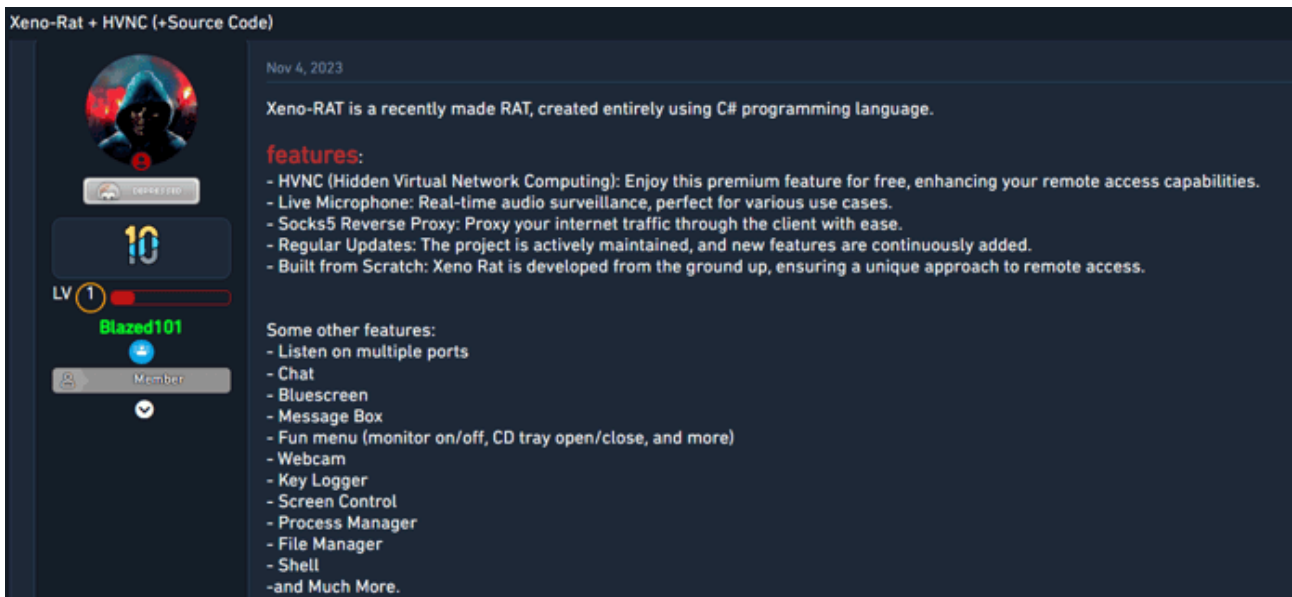 Xeno-Rat + HVNC (+Source Code)
Nov 4, 2023
Xeno-RAT is a recently made RAT, created entirely using C# programming language.
features:
- HVNC (Hidden Virtual Network Computing): Enjoy this premium feature for free, enhancing your remote access capabilities.
- Live Microphone: Real-time audio surveillance, perfect for various use cases.
- Socks5 Reverse Proxy: Proxy your internet traffic through the client with ease.
- Regular Updates: The project is actively maintained, and new features are continuously added.
- Built from Scratch: Xeno Rat is developed from the ground up, ensuring a unique approach to remote access.
10
LV 1
Blazed101
Member
Some other features:
- Listen on multiple ports
- Chat
- Bluescreen
- Message Box
- Fun menu (monitor on/off, CD tray open/close, and more)
- Webcam
- Key Logger
- Screen Control
- Process Manager
- File Manager
- Shell
-and Much More.